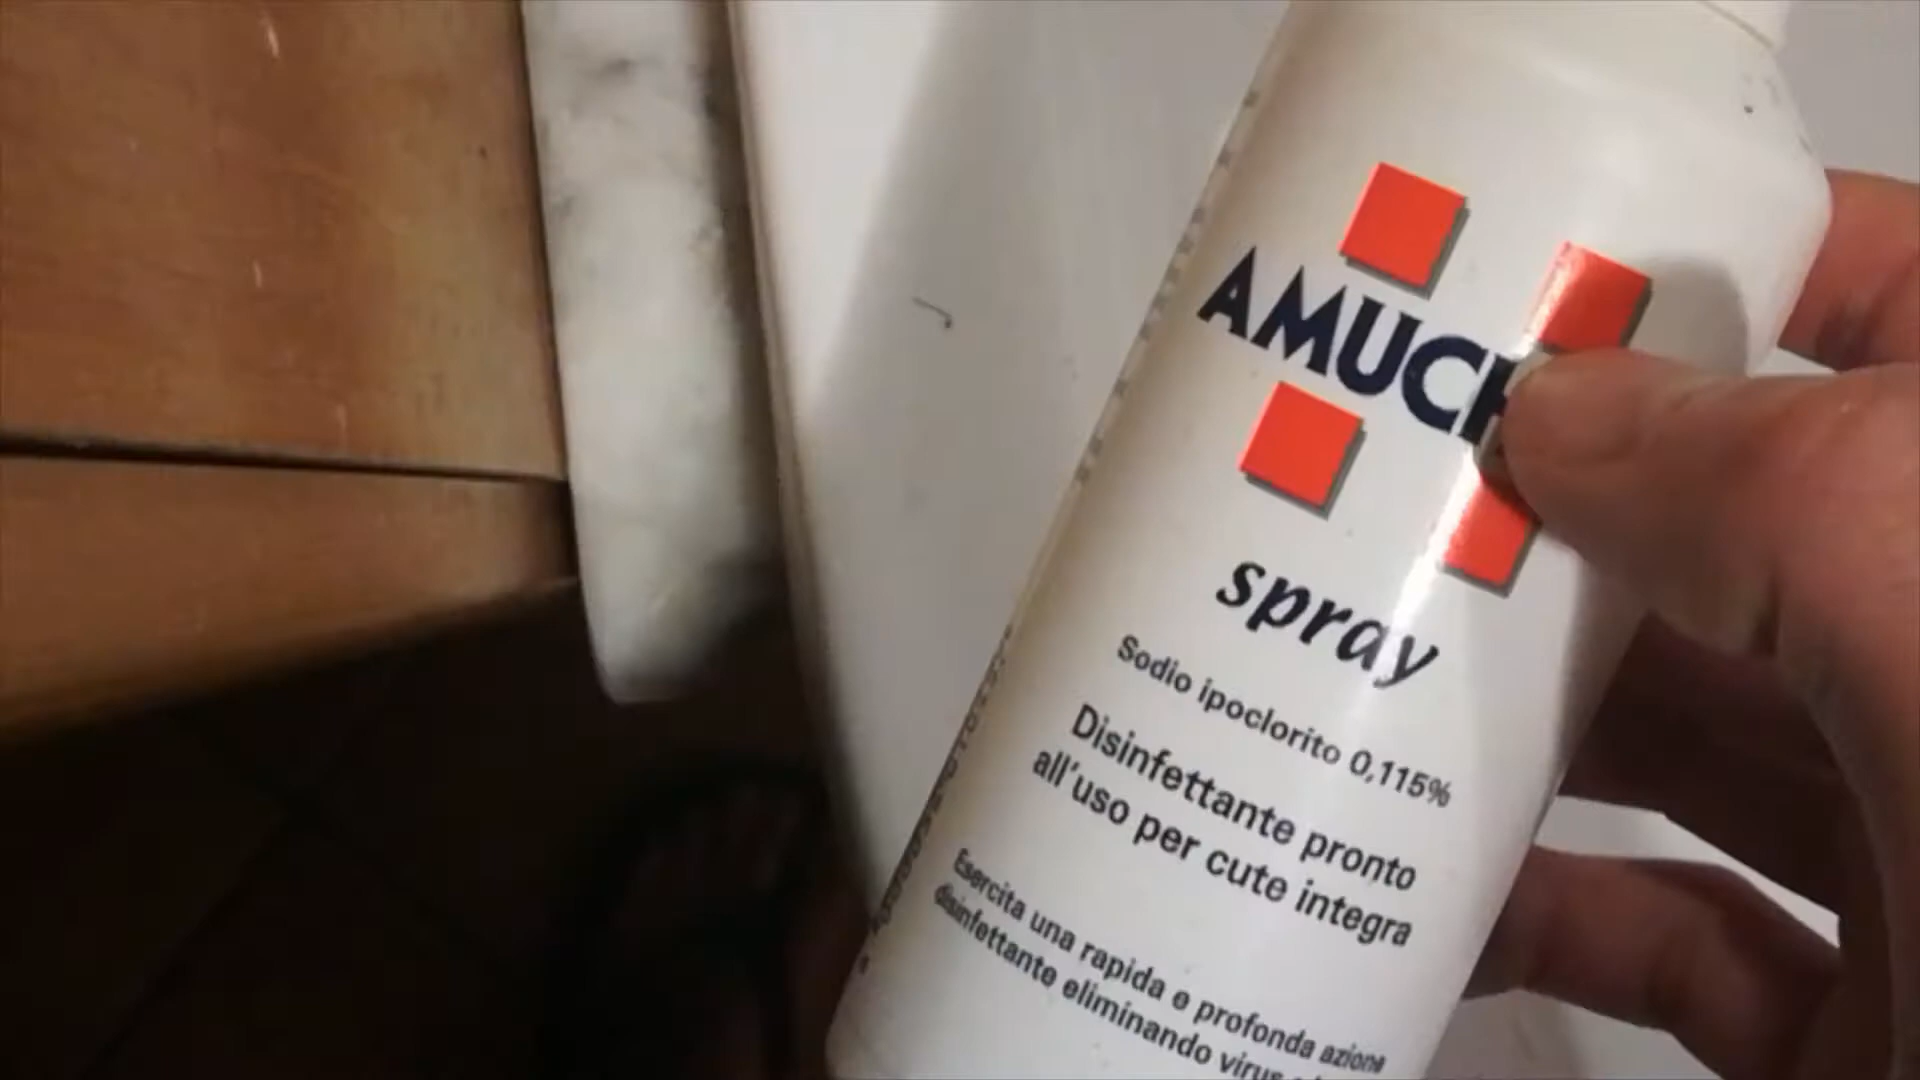 AMUCH
spray
Sodio ipoclorito 0,115%
Disinfettante pronto
all'uso per cute integra
Esercita una rapida e profonda azione
disinfettante eliminando virus